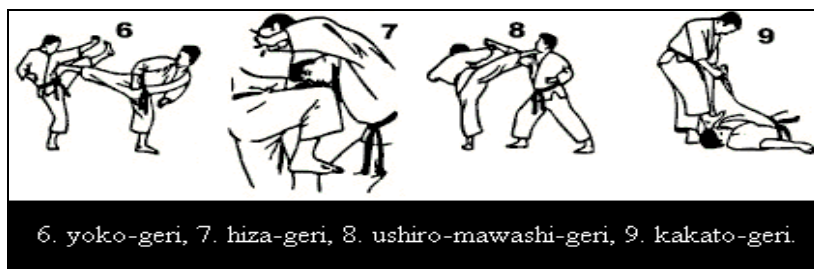 6 7 8 9
6. yoko-geri, 7. hiza-geri, 8. ushiro-mawashi-geri, 9. kakato-geri.